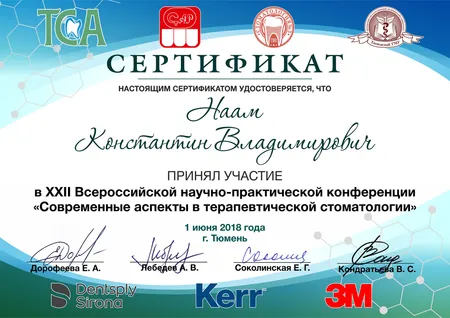 TCA
СтАР
СЕРТИФИКАТ
НАСТОЯЩИМ СЕРТИФИКАТОМ УДОСТОВЕРЯЕТСЯ, ЧТО
Наам
Константин Владимирович
ПРИНЯЛ УЧАСТИЕ
в XXII Всероссийской научно-практической конференции
«Современные аспекты в терапевтической стоматологии»
1 июня 2018 года
г. Тюмень
Дорофеева Е. А. Лебедев А. В. Соколинская Е. Г. Кондратьева В. С.
Dentsply
Sirona
Kerr
3M